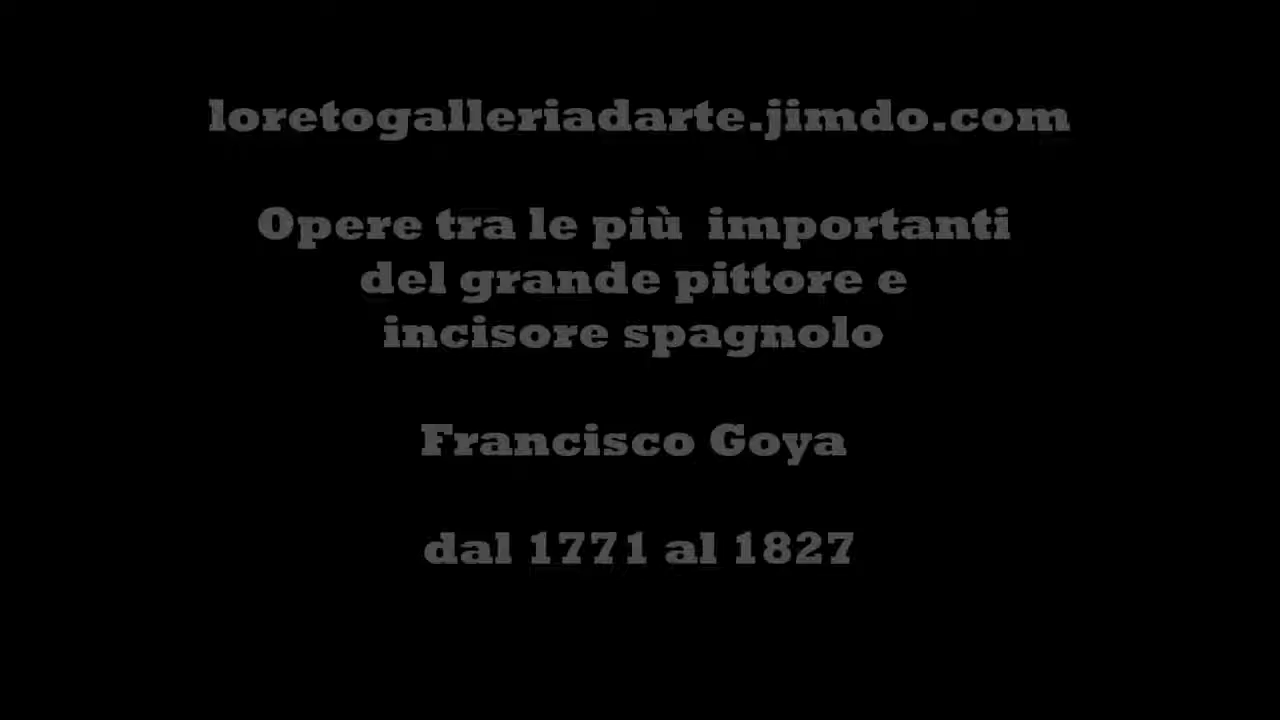 loretogalleriadarte.jimdo.com
Opere tra le più importanti
del grande pittore e
incisore spagnolo
Francisco Goya
dal 1771 al 1827